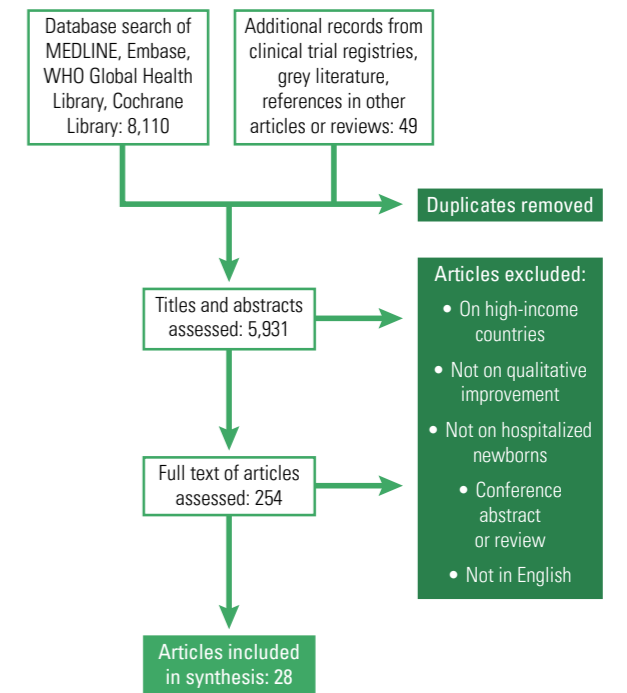 Database search of
MEDLINE, Embase,
WHO Global Health
Library, Cochrane
Library: 8,110
Additional records from
clinical trial registries,
grey literature,
references in other
articles or reviews: 49
Duplicates removed
Titles and abstracts
assessed: 5,931
Articles excluded:
• On high-income
countries
• Not on qualitative
improvement
• Not on hospitalized
newborns
• Conference
abstract
or review
• Not in English
Full text of articles
assessed: 254
Articles included
in synthesis: 28